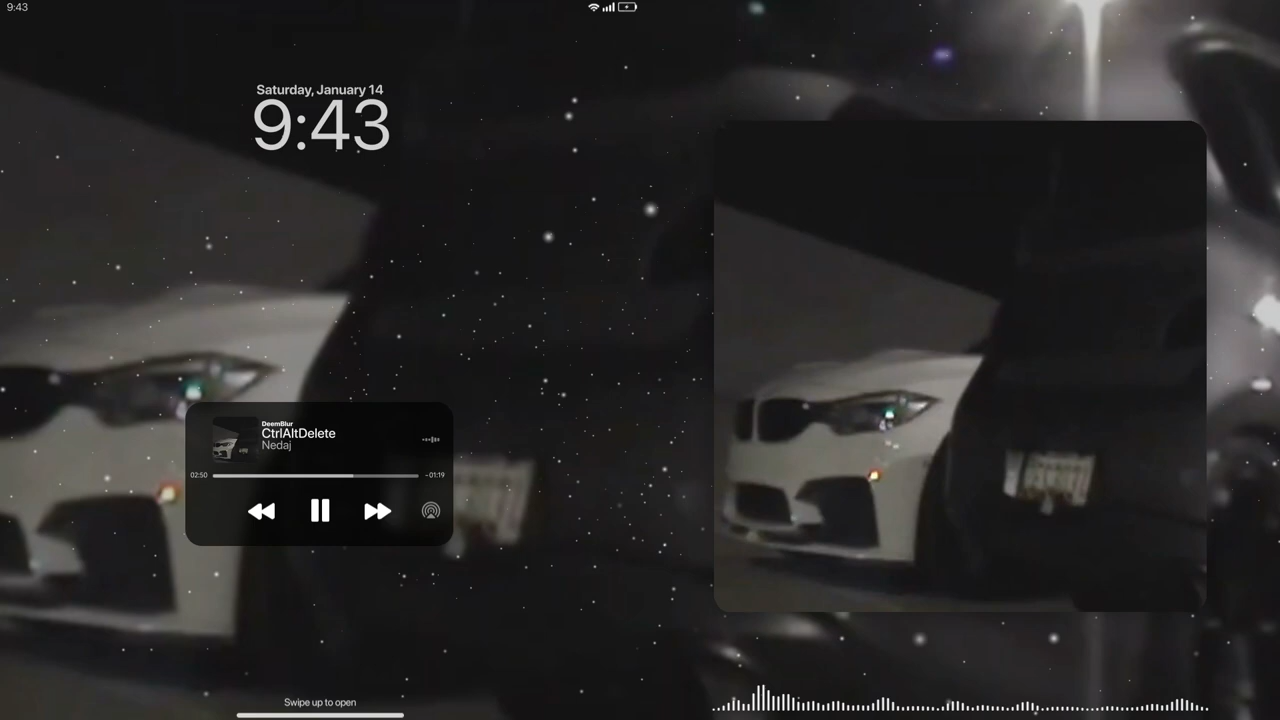 9:43
Saturday, January 14
9:43
DeemBlur
CtrlAltDelete
Nedaj
02:50
-01:19
Swipe up to open